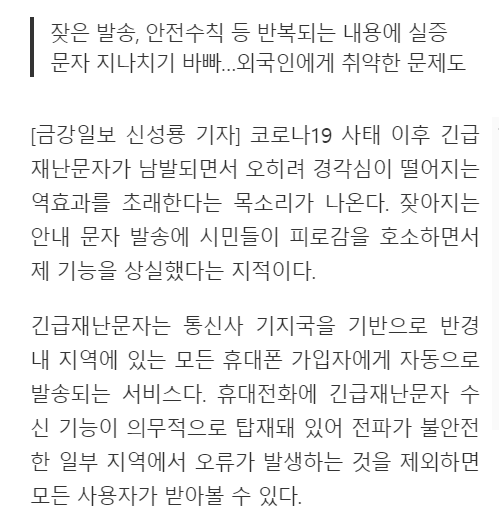 잦은 발송, 안전수칙 등 반복되는 내용에 실증
문자 지나치기 바빠…외국인에게 취약한 문제도
[금강일보 신성룡 기자] 코로나19 사태 이후 긴급
재난문자가 남발되면서 오히려 경각심이 떨어지는
역효과를 초래한다는 목소리가 나온다. 잦아지는
안내 문자 발송에 시민들이 피로감을 호소하면서
제 기능을 상실했다는 지적이다.
긴급재난문자는 통신사 기지국을 기반으로 반경
내 지역에 있는 모든 휴대폰 가입자에게 자동으로
발송되는 서비스다. 휴대전화에 긴급재난문자 수
신 기능이 의무적으로 탑재돼 있어 전파가 불안전
한 일부 지역에서 오류가 발생하는 것을 제외하면
모든 사용자가 받아볼 수 있다.